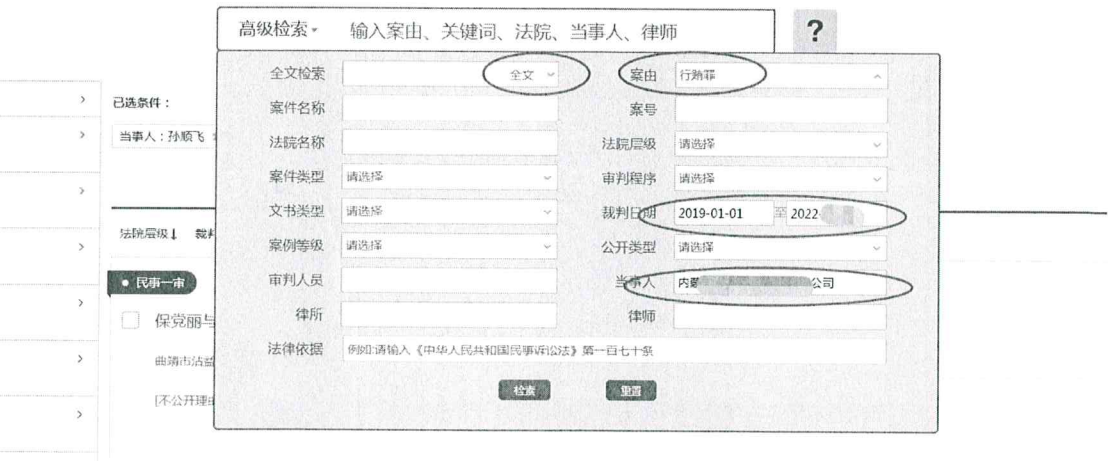 高级检索 输入案由、关键词、法院、当事人、律师 ?
全文检索 全文 案由 行贿罪
已选条件：
案件名称 案号
当事人：孙顺飞
法院名称 法院层级 请选择
案件类型 请选择 审判程序 请选择
文书类型 请选择 裁判日期 2019-01-01 至 2022-
法院层级↓ 裁判
案例等级 请选择 公开类型 请选择
民事一审
审判人员 当事人 内蒙 公司
律所 律师
保党丽与
法律依据 例如:请输入《中华人民共和国民事诉讼法》第一百七十条
曲靖市沾益
检索 重置
[不公开理由